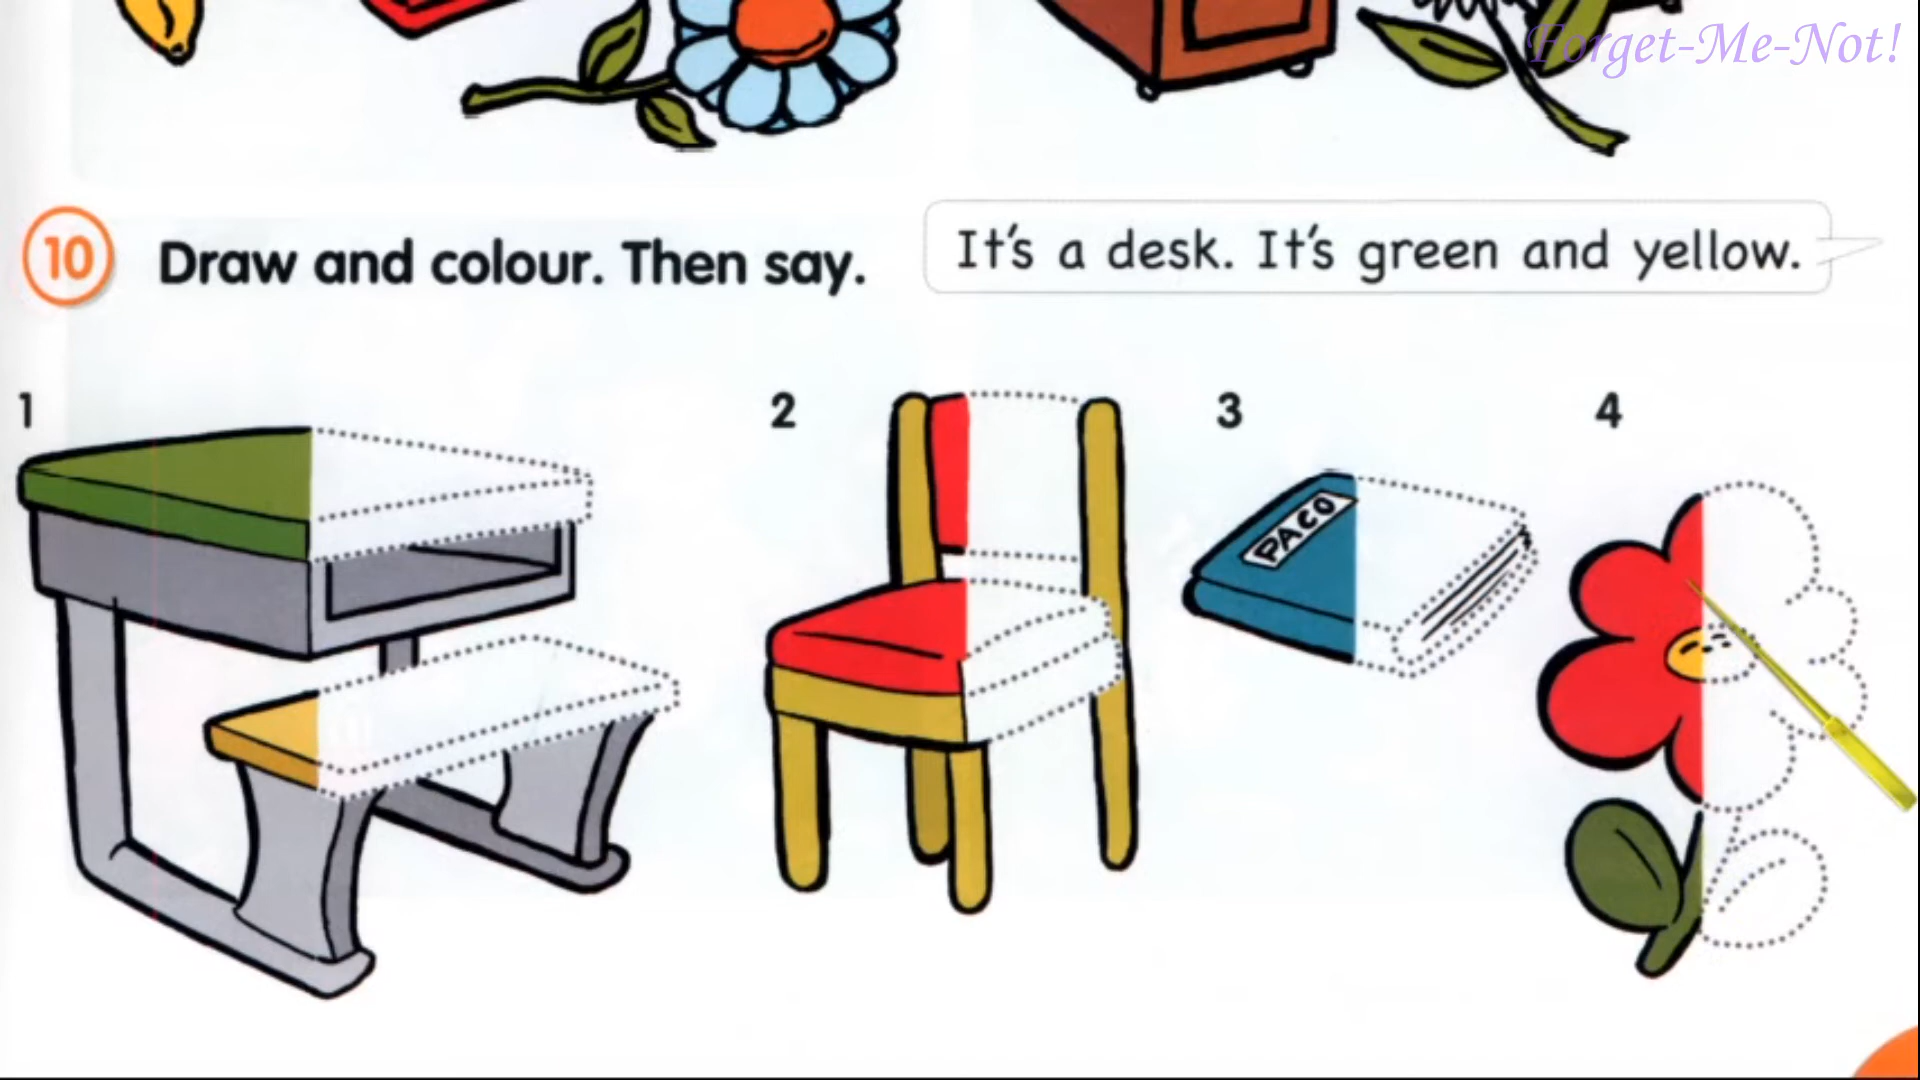 Forget-Me-Not!
10 Draw and colour. Then say.
It's a desk. It's green and yellow.
1
2
3
4
PACO